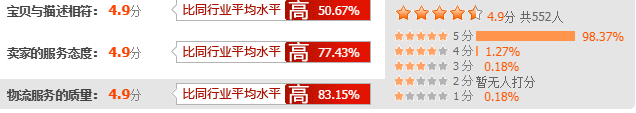 宝贝与描述相符： 4.9分 比同行业平均水平 高 50.67%
卖家的服务态度： 4.9分 比同行业平均水平 高 77.43%
物流服务的质量： 4.9分 比同行业平均水平 高 83.15%
4.9分 共552人
5分 98.37%
4分 1.27%
3分 0.18%
2分 暂无人打分
1分 0.18%